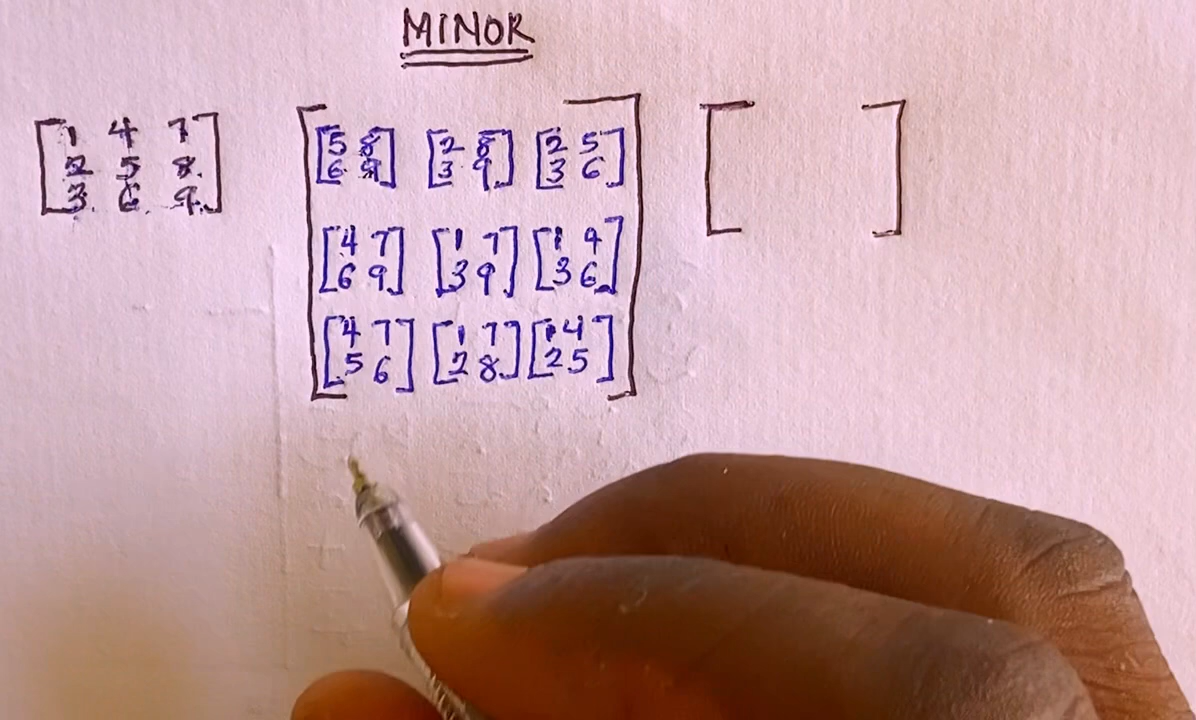 MINOR
1 4 7
2 5 8
3 6 9
5 8 2 8 2 5
6 9 3 9 3 6
4 7 1 7 1 4
6 9 3 9 3 6
4 7 1 7 1 4
5 6 2 8 2 5